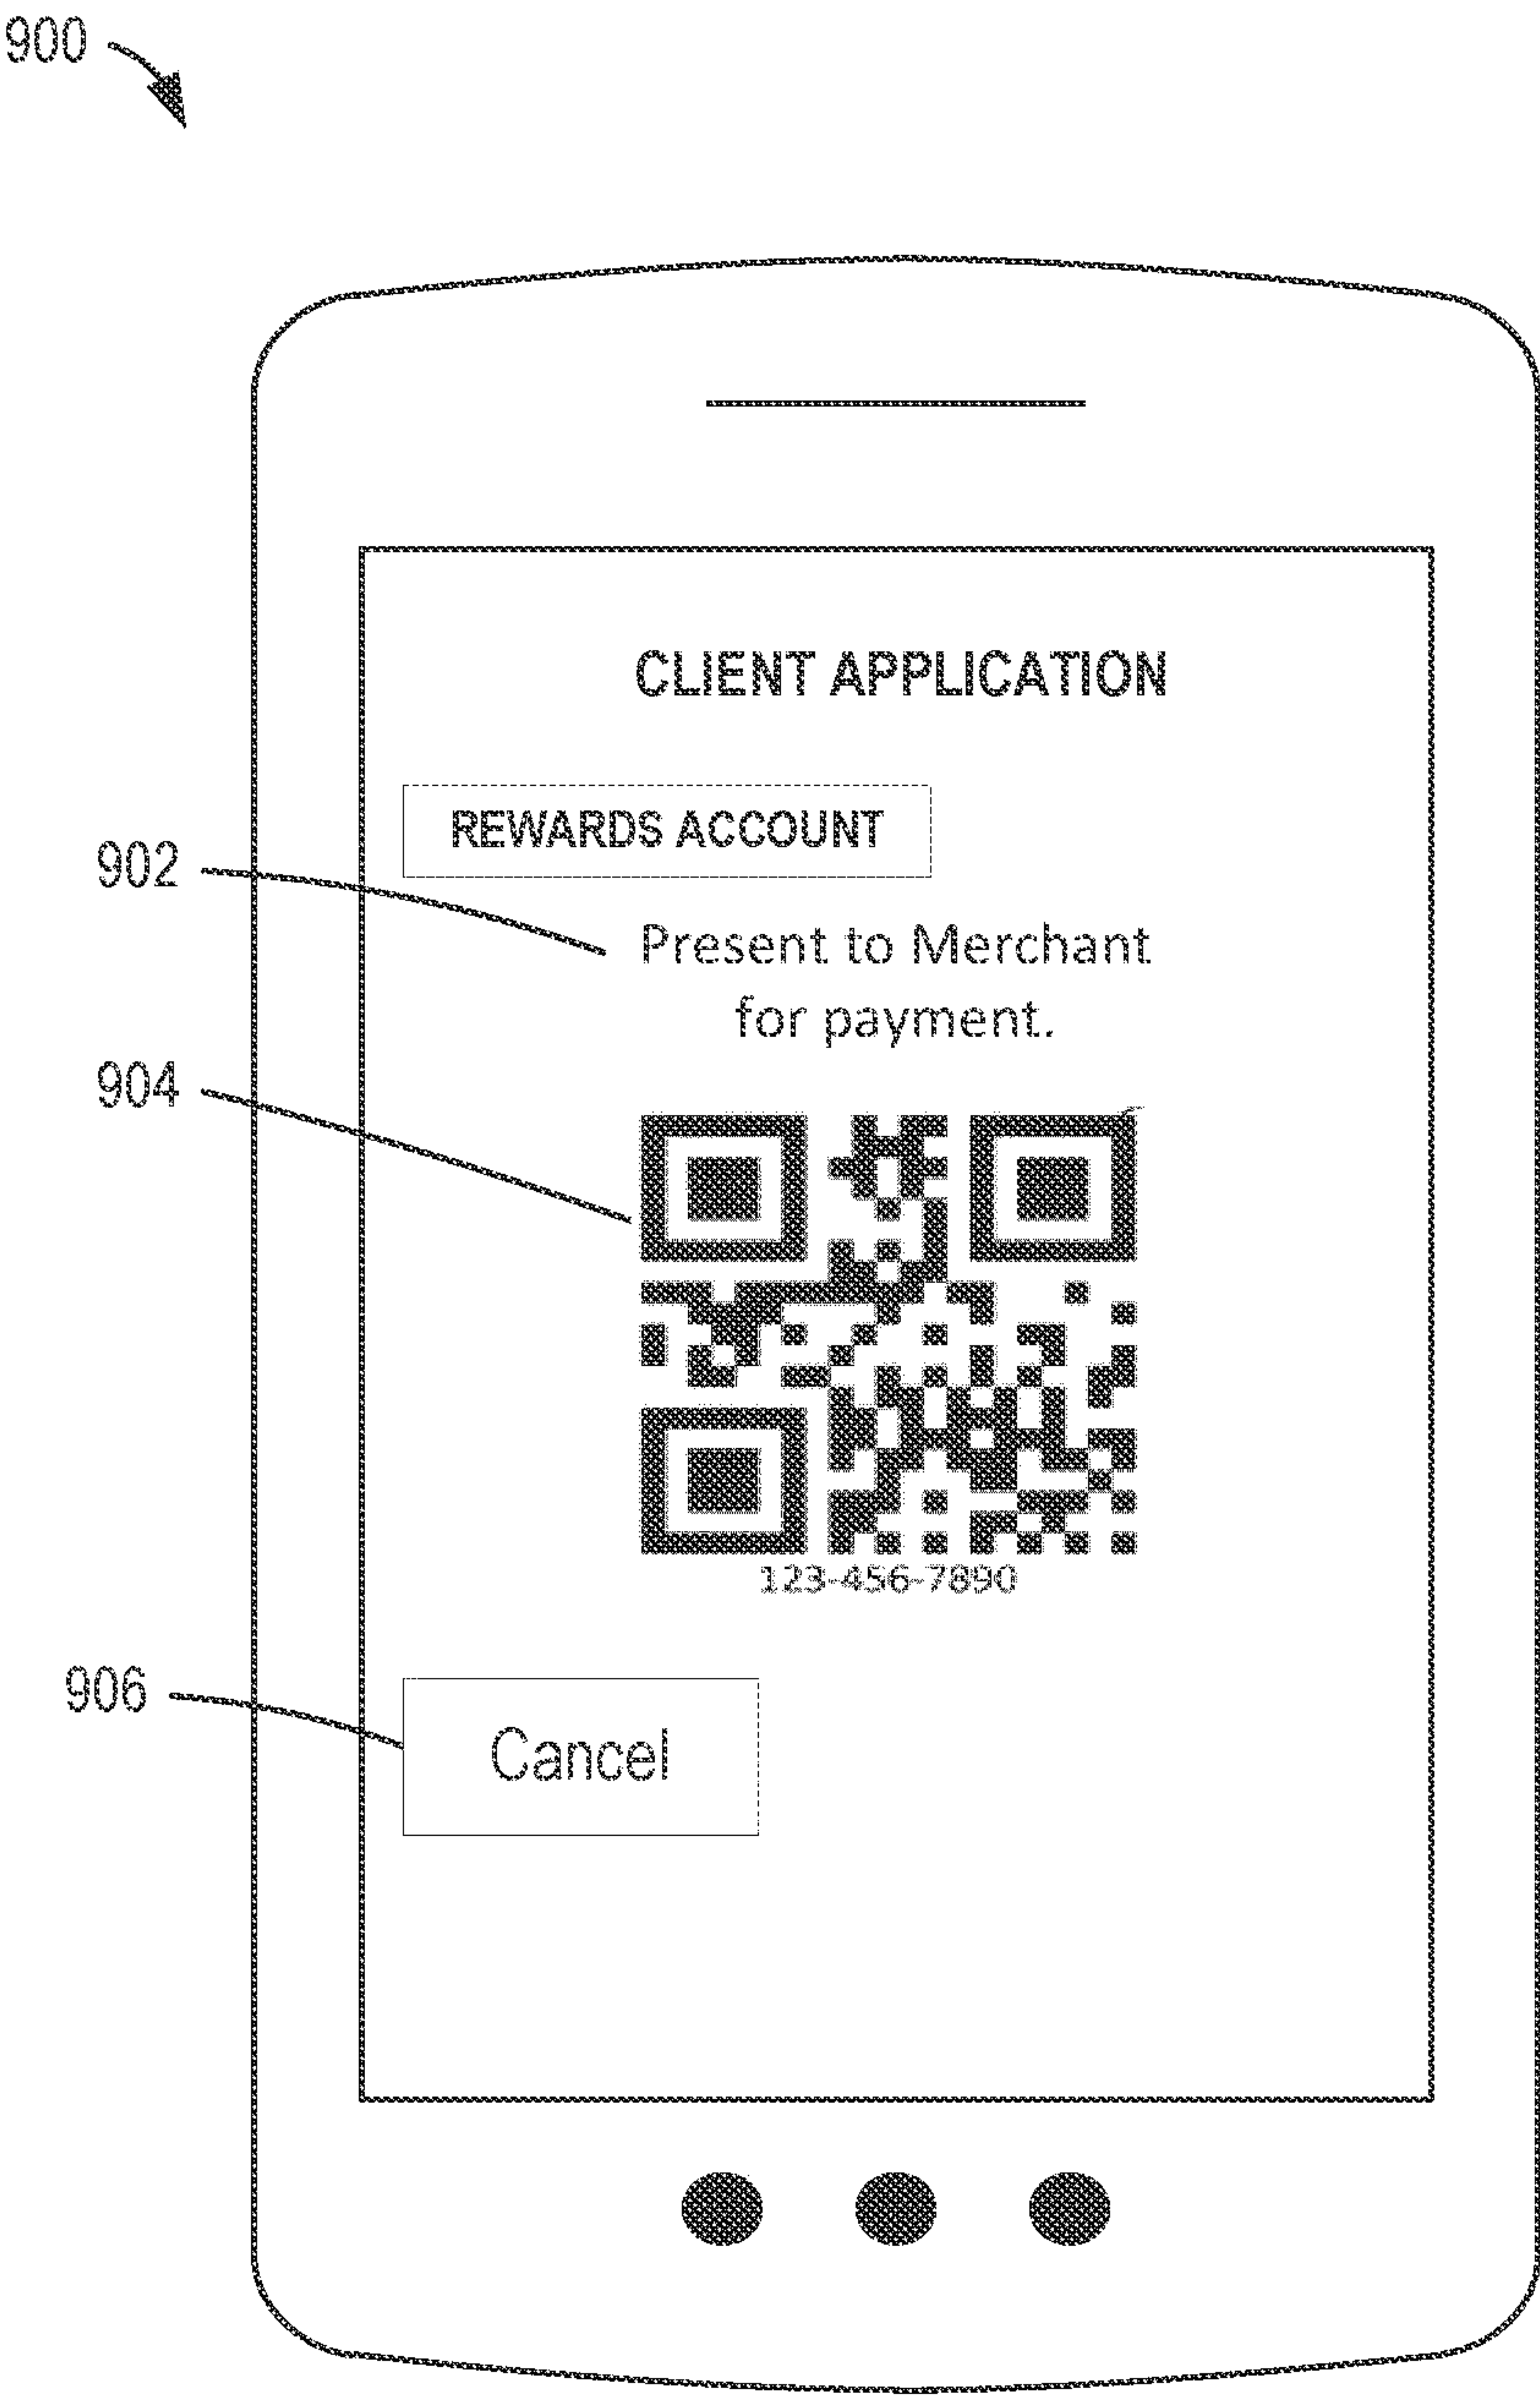 900
CLIENT APPLICATION
REWARDS ACCOUNT
902
Present to Merchant
for payment.
904
123-456-7890
906
Cancel